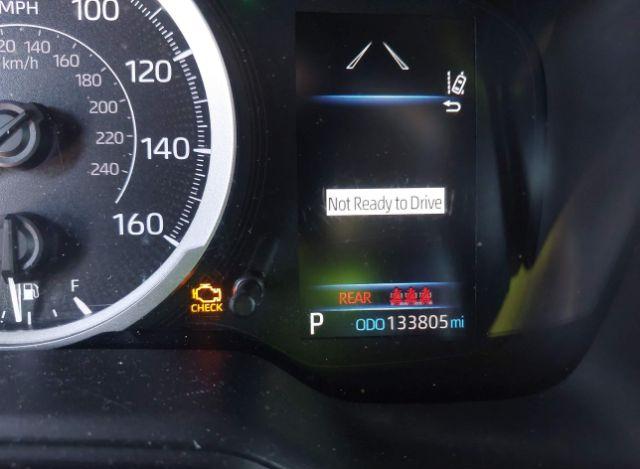 MPH
100
120
140
160
120 140
km/h 160
180
200
220
240
F
CHECK
Not Ready to Drive
REAR
P ODO 133805 mi